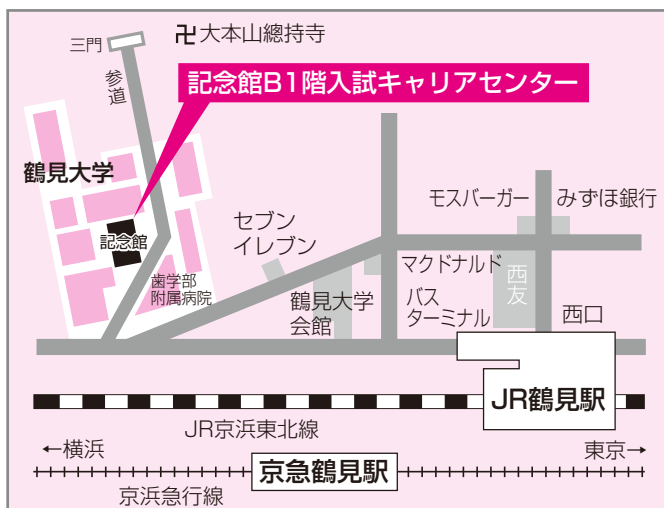 三門
卍大本山總持寺
参道
記念館B1階入試キャリアセンター
鶴見大学
記念館
歯学部
附属病院
セブン
イレブン
鶴見大学
会館
モスバーガー
みずほ銀行
マクドナルド
バス
ターミナル
西友
西口
JR鶴見駅
JR京浜東北線
←横浜
東京→
京急鶴見駅
京浜急行線